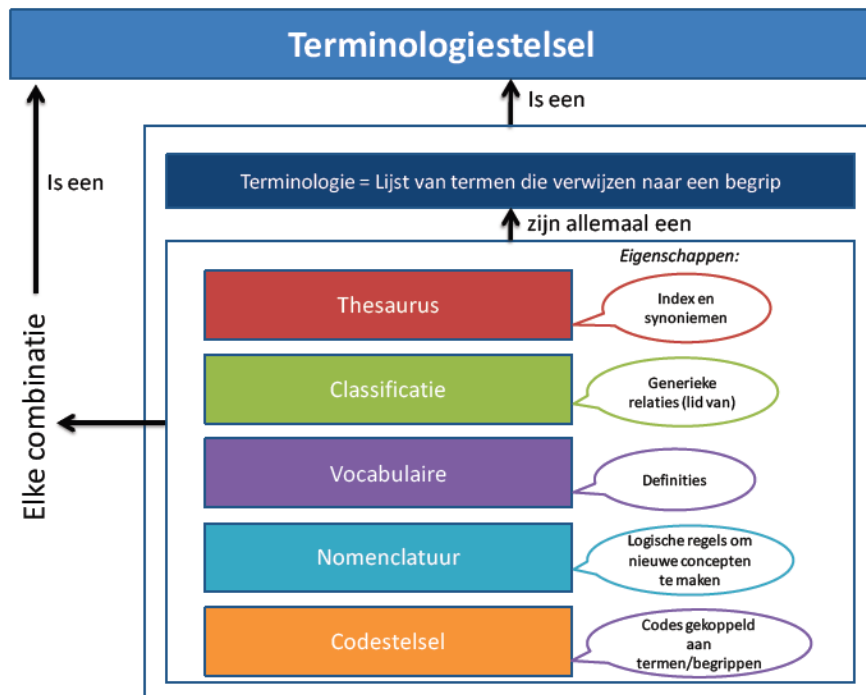 Terminologiestelsel
Is een
Is een
Terminologie = Lijst van termen die verwijzen naar een begrip
zijn allemaal een
Eigenschappen:
Elke combinatie
Thesaurus
Index en
synoniemen
Classificatie
Generieke
relaties (lid van)
Vocabulaire
Definities
Nomenclatuur
Logische regels om
nieuwe concepten
te maken
Codestelsel
Codes gekoppeld
aan
termen/begrippen